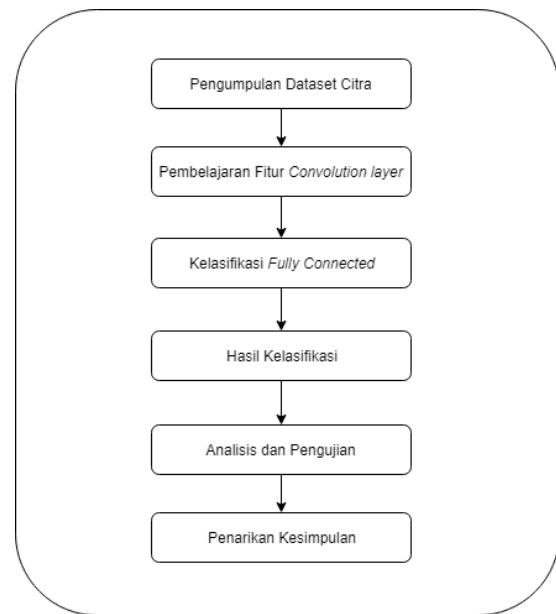 Pengumpulan Dataset Citra
Pembelajaran Fitur Convolution layer
Kelasifikasi Fully Connected
Hasil Kelasifikasi
Analisis dan Pengujian
Penarikan Kesimpulan